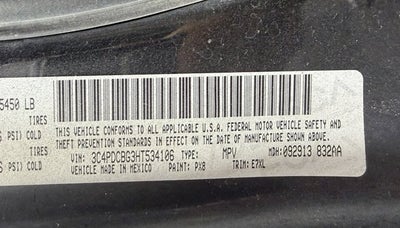 5450 LB
TIRES
PSI) COLD
TIRES
PSI) COLD
THIS VEHICLE CONFORMS TO ALL APPLICABLE U.S.A. FEDERAL MOTOR VEHICLE SAFETY AND
THEFT PREVENTION STANDARDS IN EFFECT ON THE DATE OF MANUFACTURE SHOWN ABOVE.
VIN: 3C4PDCBG3HT534106 TYPE: MPV MDH: 092913 832AA
VEHICLE MADE IN MEXICO PAINT: PX8 TRIM: E7XL